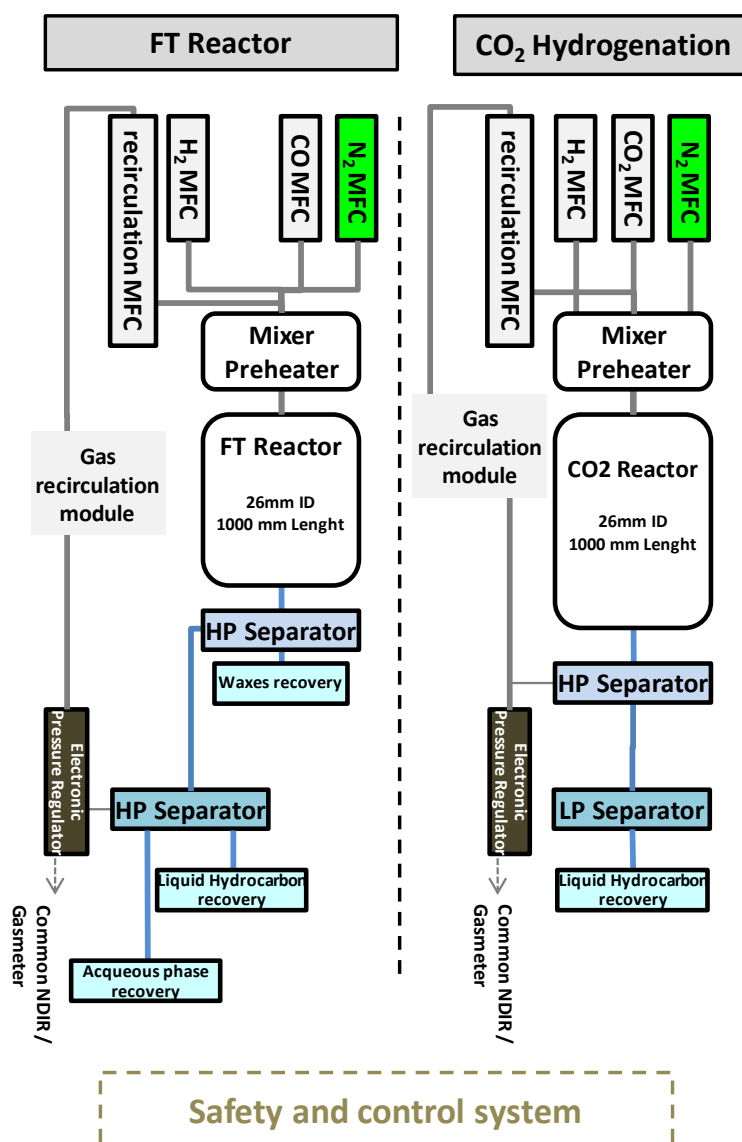 FT Reactor
recirculation MFC
H₂ MFC
CO MFC
N₂ MFC
Mixer
Preheater
Gas
recirculation
module
FT Reactor
26mm ID
1000 mm Lenght
HP Separator
Waxes recovery
Electronic
Pressure Regulator
HP Separator
Liquid Hydrocarbon
recovery
Acqueous phase
recovery
Common NDIR /
Gasmeter
CO₂ Hydrogenation
recirculation MFC
H₂ MFC
CO₂ MFC
N₂ MFC
Mixer
Preheater
Gas
recirculation
module
CO2 Reactor
26mm ID
1000 mm Lenght
HP Separator
Electronic
Pressure Regulator
LP Separator
Liquid Hydrocarbon
recovery
Common NDIR /
Gasmeter
Safety and control system